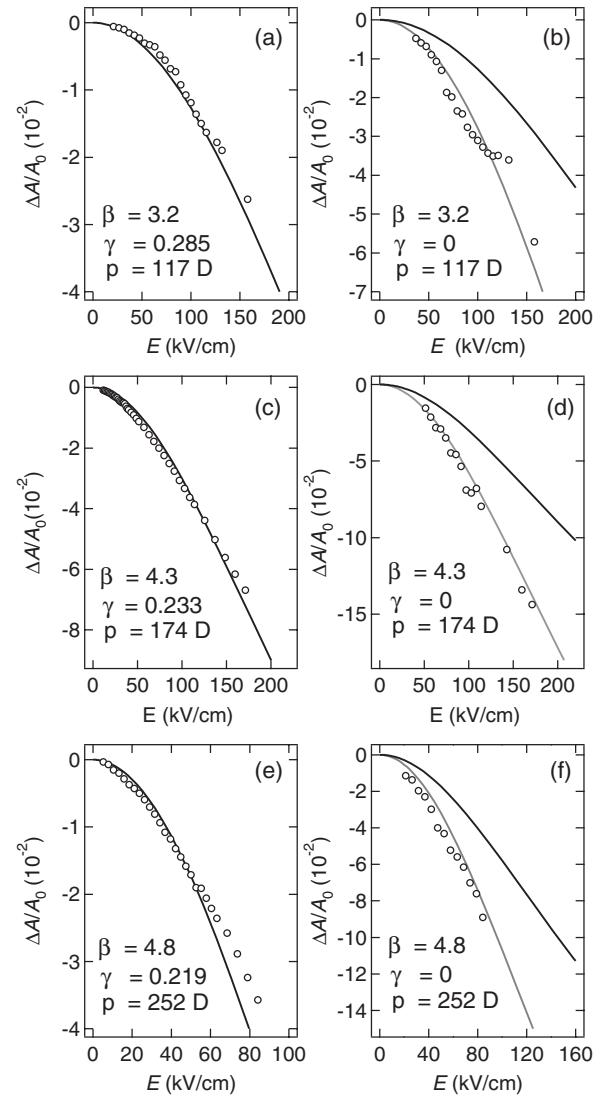 (a)
ΔA/A₀ (10⁻²)
0
-1
-2
-3
-4
β = 3.2
γ = 0.285
p = 117 D
0 50 100 150 200
E (kV/cm)
(b)
ΔA/A₀ (10⁻²)
0
-1
-2
-3
-4
-5
-6
-7
β = 3.2
γ = 0
p = 117 D
0 50 100 150 200
E (kV/cm)
(c)
ΔA/A₀(10⁻²)
0
-2
-4
-6
-8
β = 4.3
γ = 0.233
p = 174 D
0 50 100 150 200
E (kV/cm)
(d)
ΔA/A₀ (10⁻²)
0
-5
-10
-15
β = 4.3
γ = 0
p = 174 D
0 50 100 150 200
E (kV/cm)
(e)
ΔA/A₀ (10⁻²)
0
-1
-2
-3
-4
β = 4.8
γ = 0.219
p = 252 D
0 20 40 60 80 100
E (kV/cm)
(f)
ΔA/A₀ (10⁻²)
0
-2
-4
-6
-8
-10
-12
-14
β = 4.8
γ = 0
p = 252 D
0 40 80 120 160
E (kV/cm)